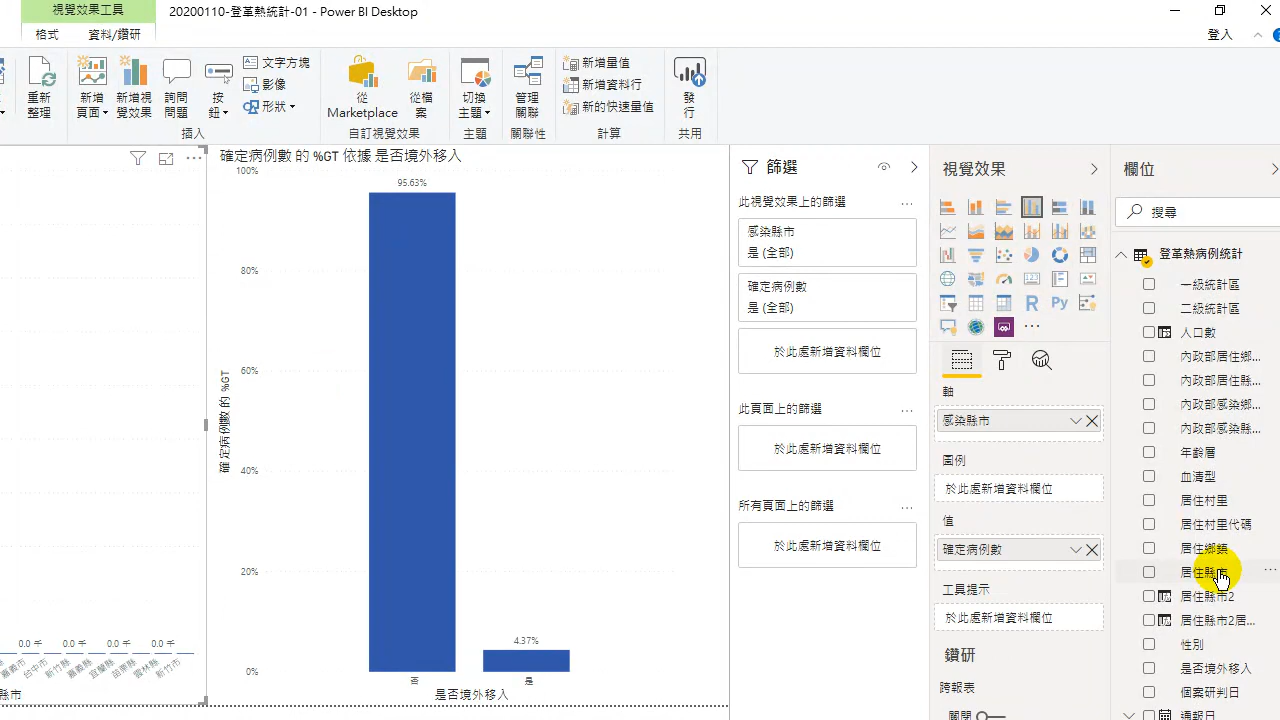 視覺效果工具
20200110-登革熱統計-01 - Power BI Desktop
格式
資料/鑽研
登入
重新
整理
新增
頁面
新增視
覺效果
詢問
問題
按
鈕
文字方塊
影像
形狀
從
Marketplace
從檔
案
切換
主題
管理
關聯
新增量值
新增資料行
新的快速量值
發
行
插入
自訂視覺效果
主題
關聯性
計算
共用
確定病例數 的 %GT 依據 是否境外移入
100%
80%
60%
40%
20%
0%
95.63%
4.37%
確定病例數 的 %GT
否
是
是否境外移入
0.0 千
0.0 千
0.0 千
0.0 千
嘉義市
台中市
新竹縣
嘉義縣
宜蘭縣
苗栗縣
雲林縣
新竹市
縣市
篩選
此視覺效果上的篩選
...
感染縣市
是 (全部)
確定病例數
是 (全部)
於此處新增資料欄位
此頁面上的篩選
...
於此處新增資料欄位
所有頁面上的篩選
...
於此處新增資料欄位
視覺效果
R
Py
...
軸
感染縣市
圖例
於此處新增資料欄位
值
確定病例數
工具提示
於此處新增資料欄位
鑽研
跨報表
關閉
欄位
搜尋
登革熱病例統計
一級統計區
二級統計區
人口數
內政部居住鄉...
內政部居住縣...
內政部感染鄉...
內政部感染縣...
年齡層
血清型
居住村里
居住村里代碼
居住鄉鎮
居住縣市
...
居住縣市2
居住縣市2居...
性別
是否境外移入
個案研判日
通報日